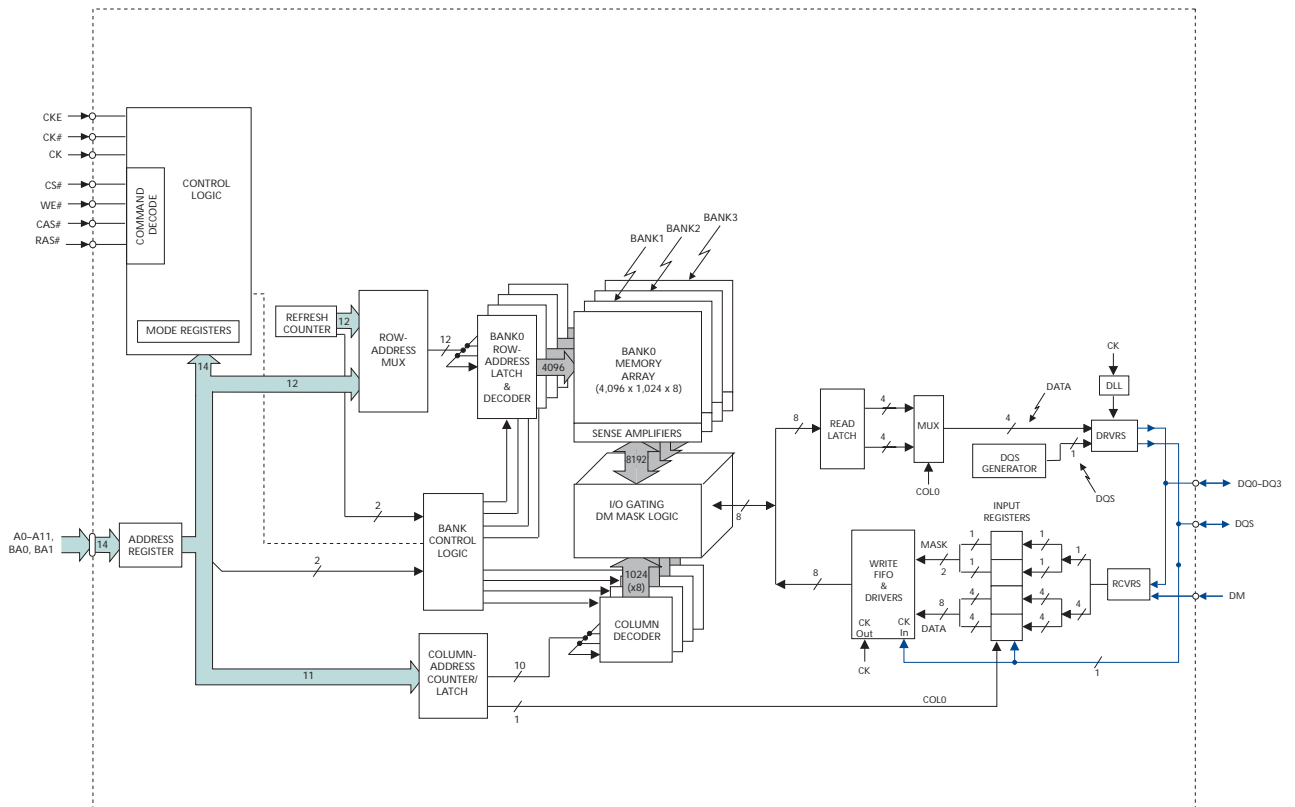 CKE
CK#
CK
CS#
WE#
CAS#
RAS#
COMMAND
DECODE
CONTROL
LOGIC
MODE REGISTERS
14
A0–A11,
BA0, BA1
14
ADDRESS
REGISTER
REFRESH
COUNTER
12
12
ROW-
ADDRESS
MUX
12
BANK0
ROW-
ADDRESS
LATCH
&
DECODER
4096
BANK1
BANK2
BANK3
BANK0
MEMORY
ARRAY
(4,096 x 1,024 x 8)
SENSE AMPLIFIERS
8192
I/O GATING
DM MASK LOGIC
2
2
BANK
CONTROL
LOGIC
1024
(x8)
COLUMN
DECODER
11
COLUMN-
ADDRESS
COUNTER/
LATCH
10
1
COL0
8
8
8
READ
LATCH
4
4
MUX
COL0
4
DATA
CK
DLL
DRVRS
DQS
GENERATOR
1
DQS
DQ0–DQ3
DQS
DM
RCVRS
INPUT
REGISTERS
WRITE
FIFO
&
DRIVERS
CK
Out
CK
In
CK
MASK
2
8
DATA
1
1
4
4
1
1
4
4
1
4
1